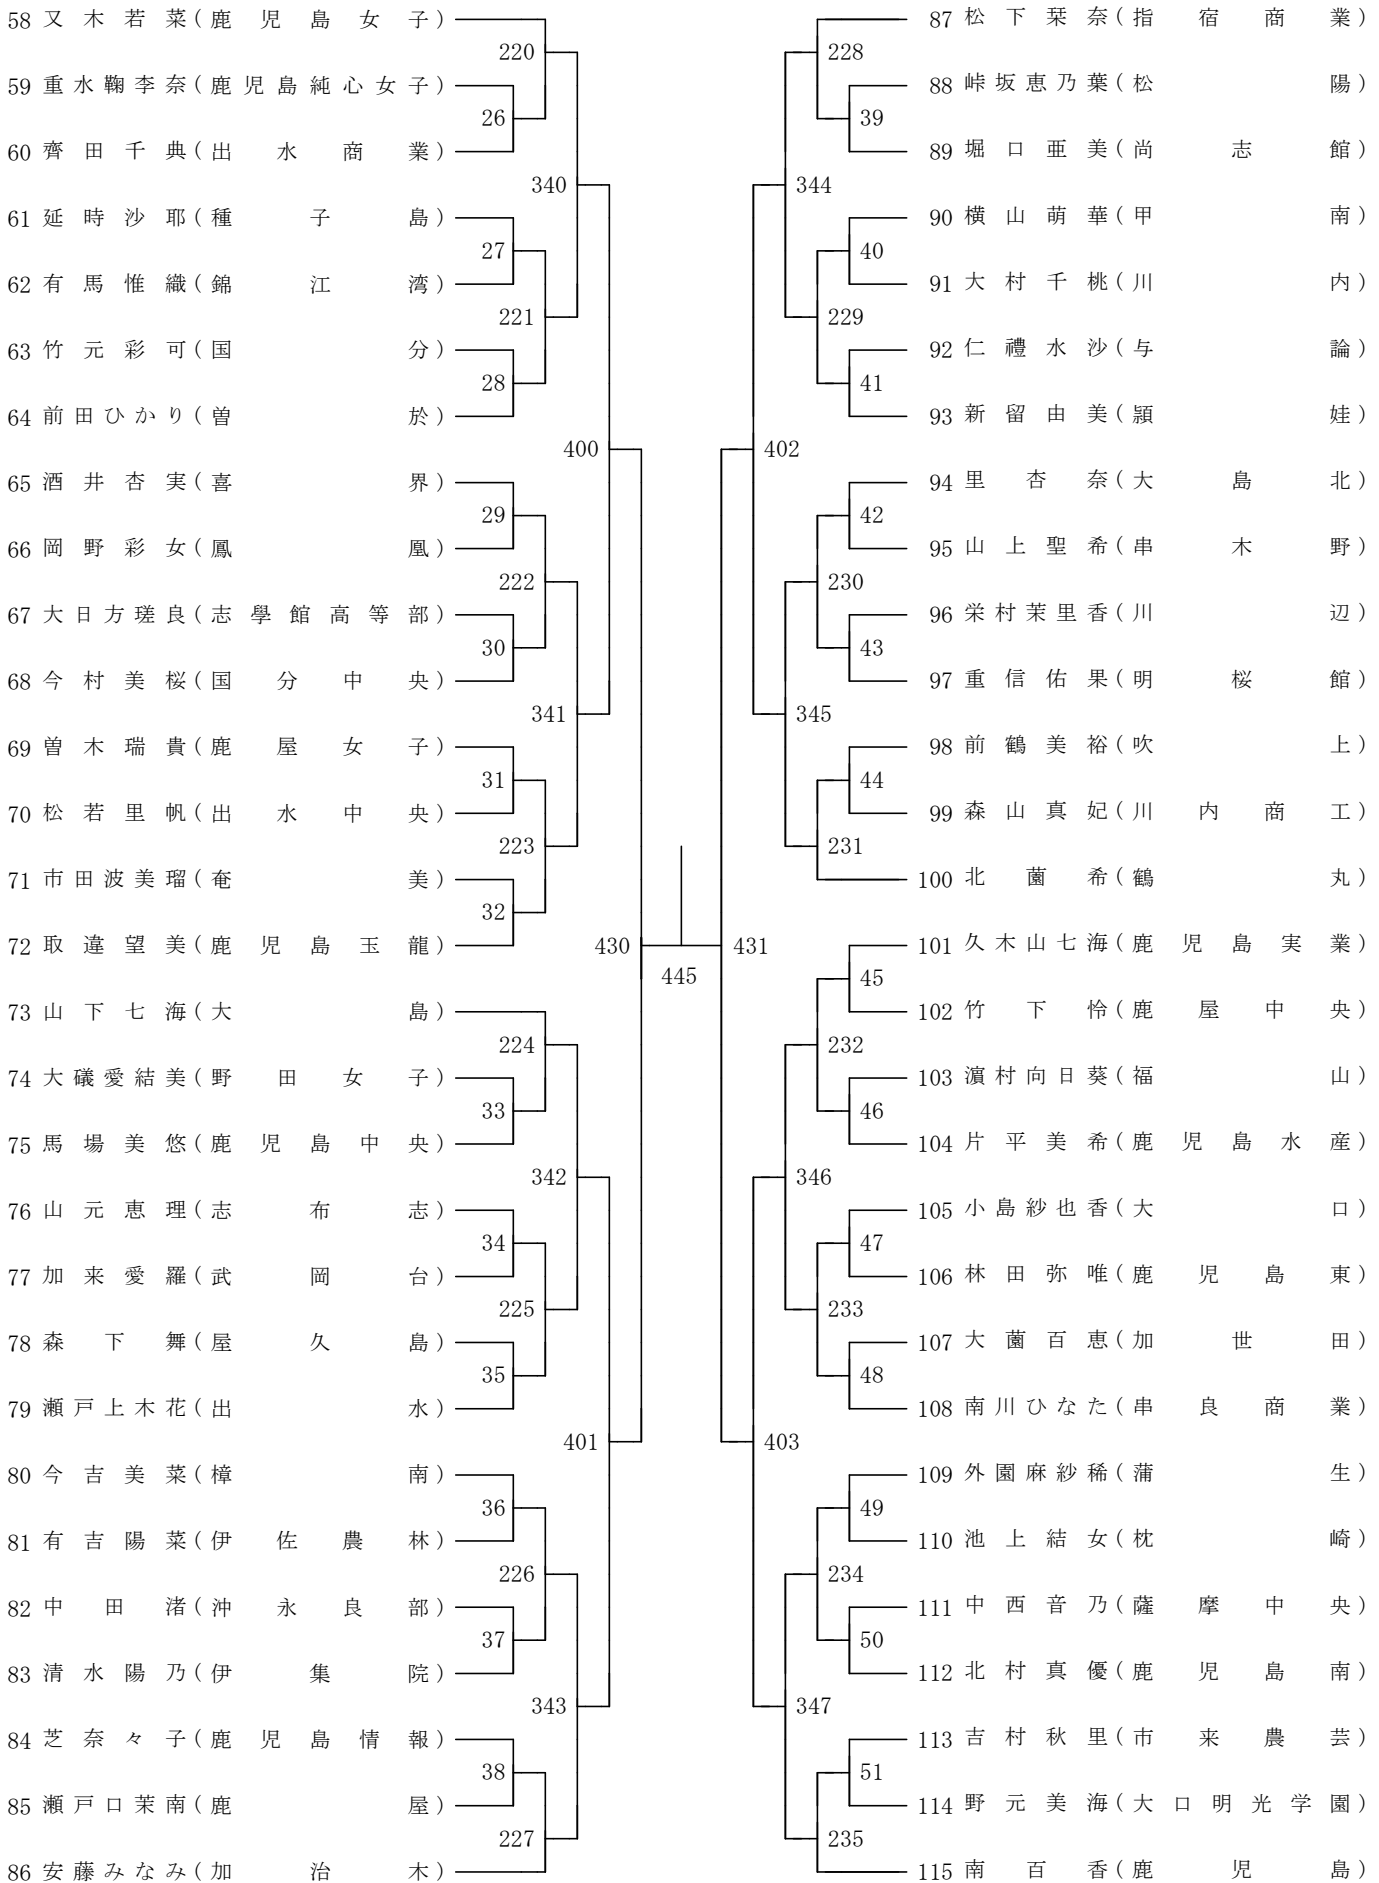 58 又木若菜(鹿児島女子)
220
59 重水鞠李奈(鹿児島純心女子)
26
60 齊田千典(出水商業)
340
61 延時沙耶(種子島)
27
62 有馬惟織(錦江湾)
221
63 竹元彩可(国分)
28
64 前田ひかり(曽於)
400
65 酒井杏実(喜界)
29
66 岡野彩女(鳳凰)
222
67 大日方瑳良(志學館高等部)
30
68 今村美桜(国分中央)
341
69 曽木瑞貴(鹿屋女子)
31
70 松若里帆(出水中央)
223
71 市田波美瑠(奄美)
32
72 取違望美(鹿児島玉龍)
430
445
73 山下七海(大島)
224
74 大礒愛結美(野田女子)
33
75 馬場美悠(鹿児島中央)
342
76 山元恵理(志布志)
34
77 加来愛羅(武岡台)
225
78 森下舞(屋久島)
35
79 瀬戸上木花(出水)
401
80 今吉美菜(樟南)
36
81 有吉陽菜(伊佐農林)
226
82 中田渚(沖永良部)
37
83 清水陽乃(伊集院)
343
84 芝奈々子(鹿児島情報)
38
85 瀬戸口茉南(鹿屋)
227
86 安藤みなみ(加治木)
87 松下栞奈(指宿商業)
228
88 峠坂恵乃葉(松陽)
39
89 堀口亜美(尚志館)
344
90 横山萌華(甲南)
40
91 大村千桃(川内)
229
92 仁禮水沙(与論)
41
93 新留由美(頴娃)
402
94 里杏奈(大島北)
42
95 山上聖希(串木野)
230
96 栄村茉里香(川辺)
43
97 重信佑果(明桜館)
345
98 前鶴美裕(吹上)
44
99 森山真妃(川内商工)
231
100 北薗希(鶴丸)
431
101 久木山七海(鹿児島実業)
45
102 竹下怜(鹿屋中央)
232
103 濵村向日葵(福山)
46
104 片平美希(鹿児島水産)
346
105 小島紗也香(大口)
47
106 林田弥唯(鹿児島東)
233
107 大薗百恵(加世田)
48
108 南川ひなた(串良商業)
403
109 外園麻紗稀(蒲生)
49
110 池上結女(枕崎)
234
111 中西音乃(薩摩中央)
50
112 北村真優(鹿児島南)
347
113 吉村秋里(市来農芸)
51
114 野元美海(大口明光学園)
235
115 南百香(鹿児島)